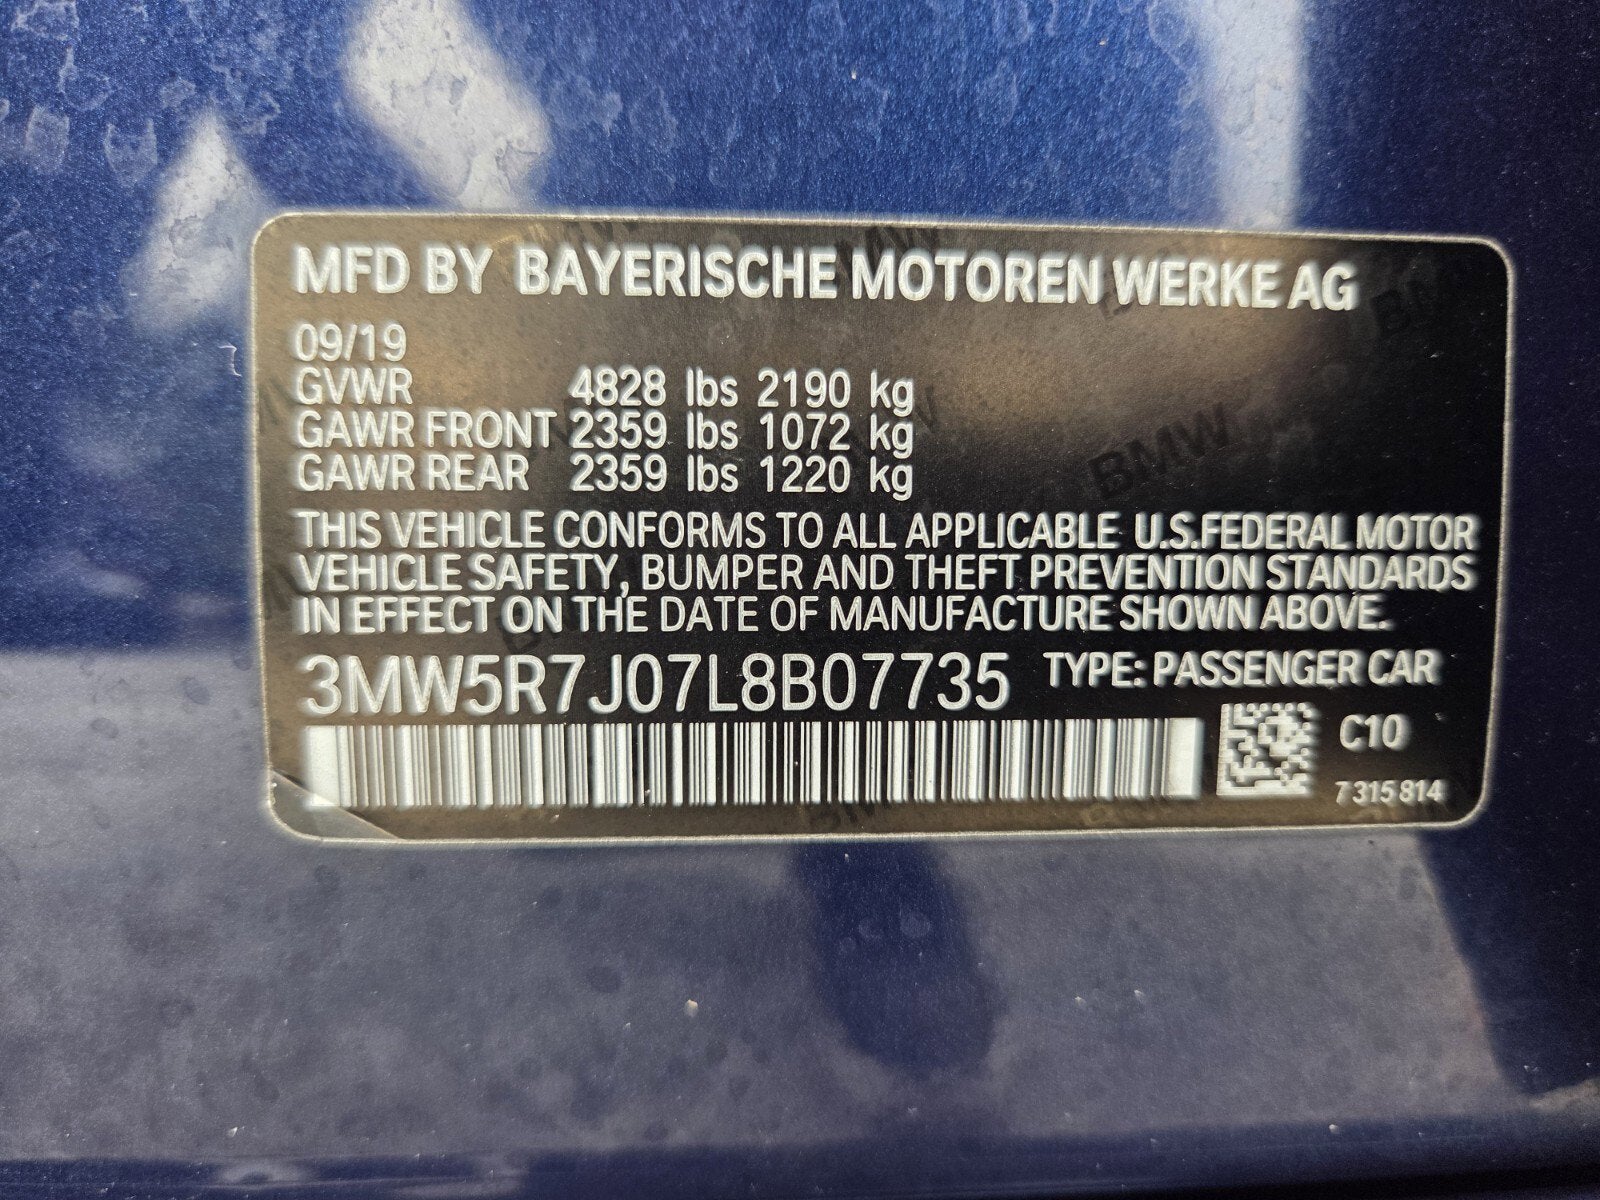 MFD BY BAYERISCHE MOTOREN WERKE AG
09/19
GVWR 4828 lbs 2190 kg
GAWR FRONT 2359 lbs 1072 kg
GAWR REAR 2359 lbs 1220 kg
THIS VEHICLE CONFORMS TO ALL APPLICABLE U.S.FEDERAL MOTOR
VEHICLE SAFETY, BUMPER AND THEFT PREVENTION STANDARDS
IN EFFECT ON THE DATE OF MANUFACTURE SHOWN ABOVE.
3MW5R7J07L8B07735 TYPE: PASSENGER CAR
C10
7 315 814
BMW
BMW
BMW